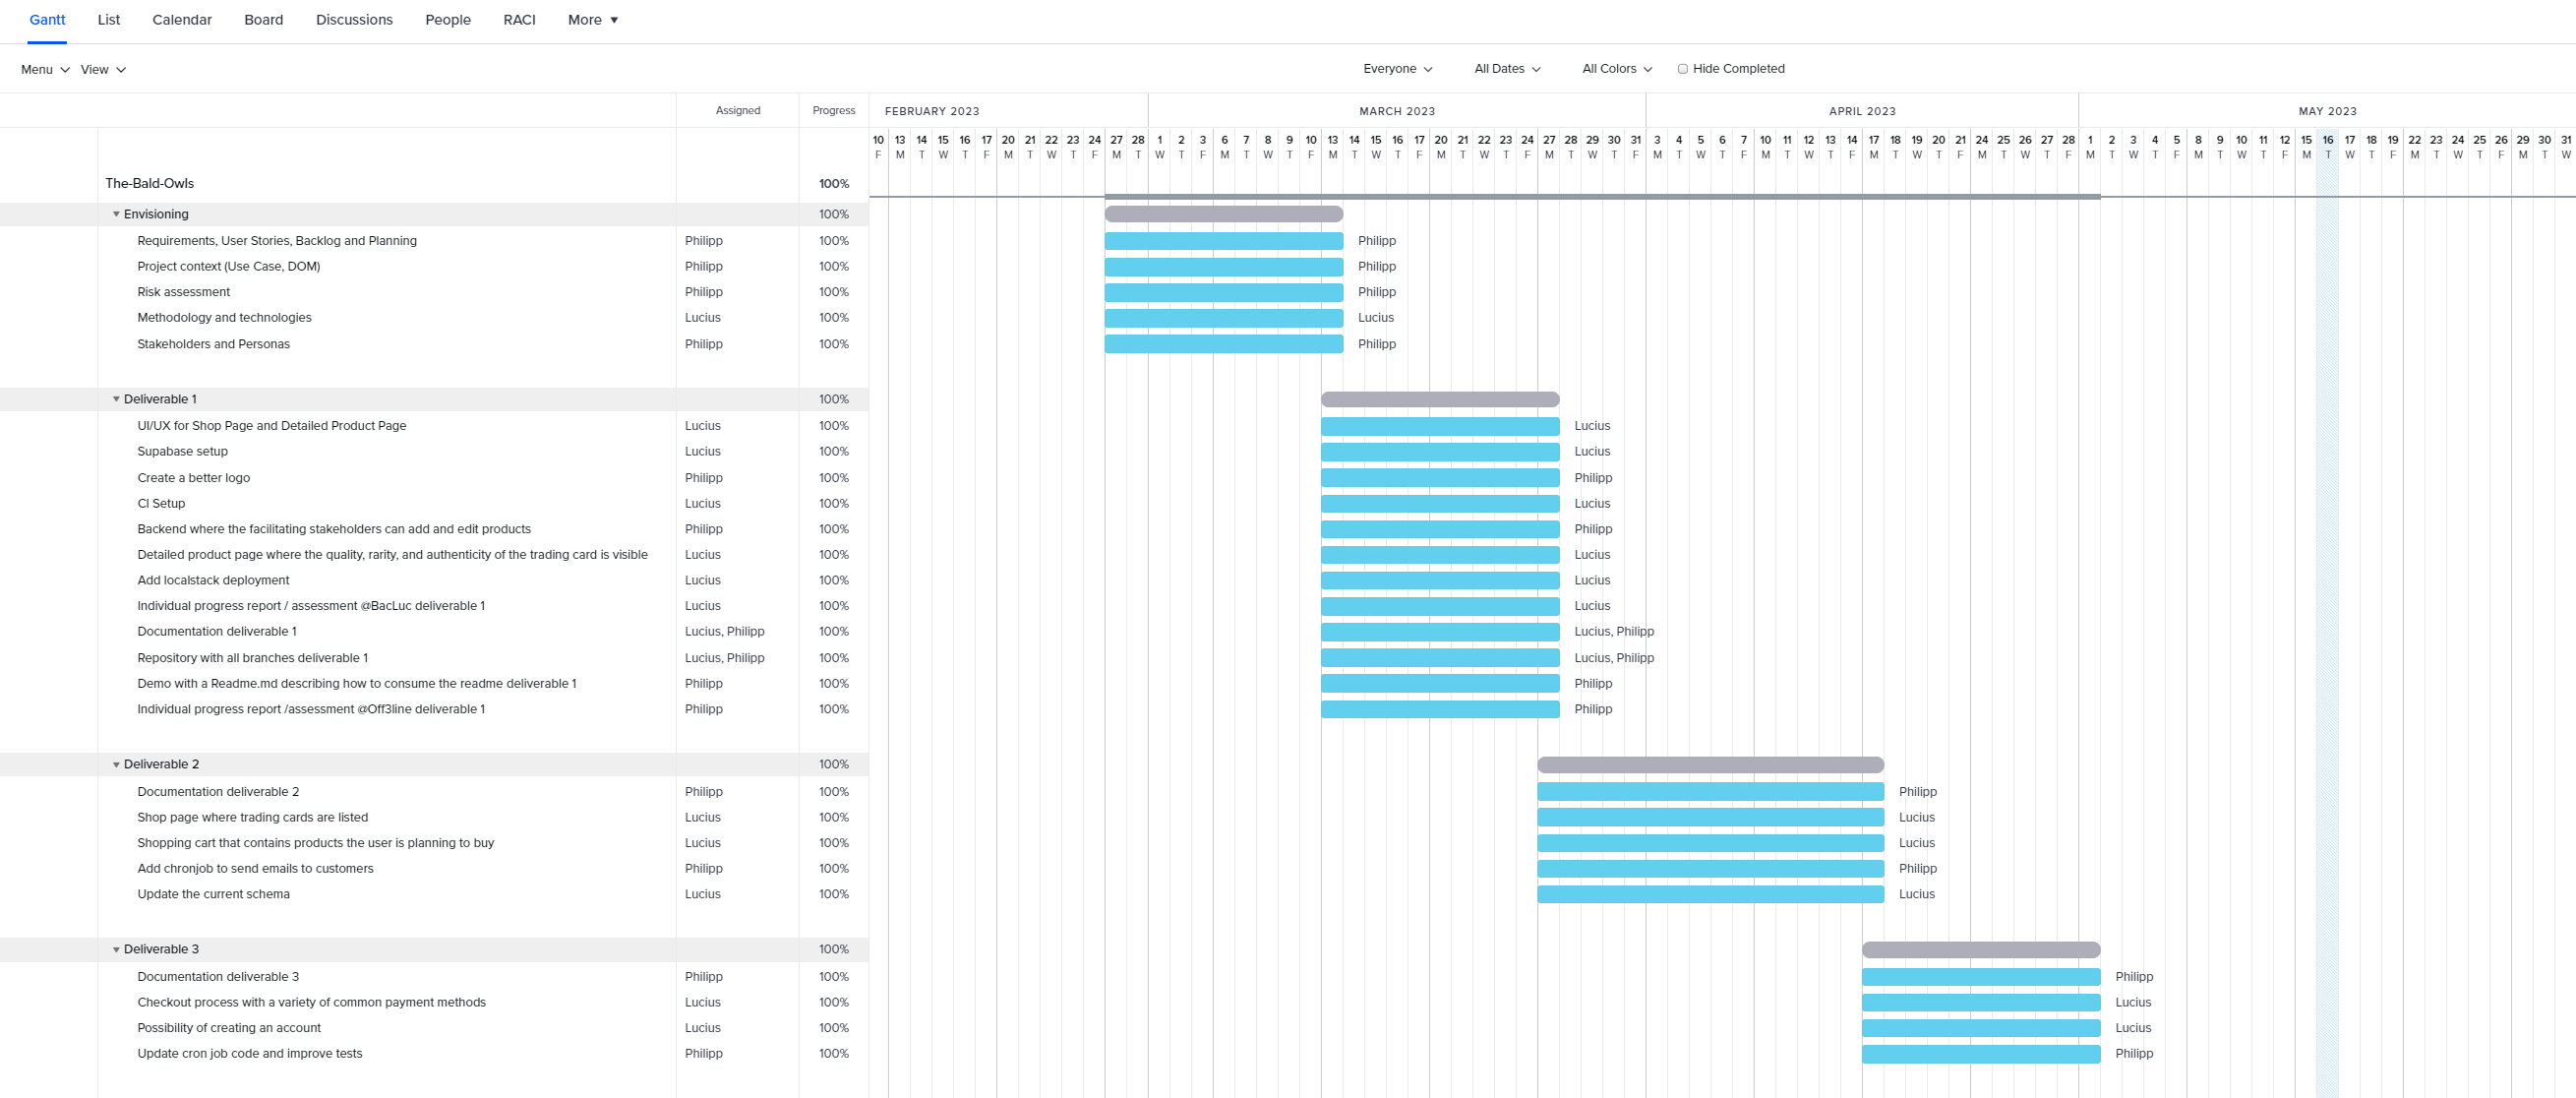 Gantt List Calendar Board Discussions People RACI More
Menu View Everyone All Dates All Colors Hide Completed
Assigned Progress FEBRUARY 2023 MARCH 2023 APRIL 2023 MAY 2023
10 13 14 15 16 17 20 21 22 23 24 27 28 1 2 3 6 7 8 9 10 13 14 15 16 17 20 21 22 23 24 27 28 29 30 31 3 4 5 6 7 10 11 12 13 14 17 18 19 20 21 24 25 26 27 28 1 2 3 4 5 8 9 10 11 12 15 16 17 18 19 22 23 24 25 26 29 30 31
F M T W T F M T W T F M T W T F M T W T F M T W T F M T W T F M T W T F M T W T F M T W T F M T W T F M T W T F M T W T F M T W T F M T W T F M T W T F M T W
The-Bald-Owls 100%
Envisioning 100%
Requirements, User Stories, Backlog and Planning Philipp 100% Philipp
Project context (Use Case, DOM) Philipp 100% Philipp
Risk assessment Philipp 100% Philipp
Methodology and technologies Lucius 100% Lucius
Stakeholders and Personas Philipp 100% Philipp
Deliverable 1 100%
UI/UX for Shop Page and Detailed Product Page Lucius 100% Lucius
Supabase setup Lucius 100% Lucius
Create a better logo Philipp 100% Philipp
CI Setup Lucius 100% Lucius
Backend where the facilitating stakeholders can add and edit products Philipp 100% Philipp
Detailed product page where the quality, rarity, and authenticity of the trading card is visible Lucius 100% Lucius
Add localstack deployment Lucius 100% Lucius
Individual progress report / assessment @BacLuc deliverable 1 Lucius 100% Lucius
Documentation deliverable 1 Lucius, Philipp 100% Lucius, Philipp
Repository with all branches deliverable 1 Lucius, Philipp 100% Lucius, Philipp
Demo with a Readme.md describing how to consume the readme deliverable 1 Philipp 100% Philipp
Individual progress report /assessment @Off3line deliverable 1 Philipp 100% Philipp
Deliverable 2 100%
Documentation deliverable 2 Philipp 100% Philipp
Shop page where trading cards are listed Lucius 100% Lucius
Shopping cart that contains products the user is planning to buy Lucius 100% Lucius
Add chronjob to send emails to customers Philipp 100% Philipp
Update the current schema Lucius 100% Lucius
Deliverable 3 100%
Documentation deliverable 3 Philipp 100% Philipp
Checkout process with a variety of common payment methods Lucius 100% Lucius
Possibility of creating an account Lucius 100% Lucius
Update cron job code and improve tests Philipp 100% Philipp